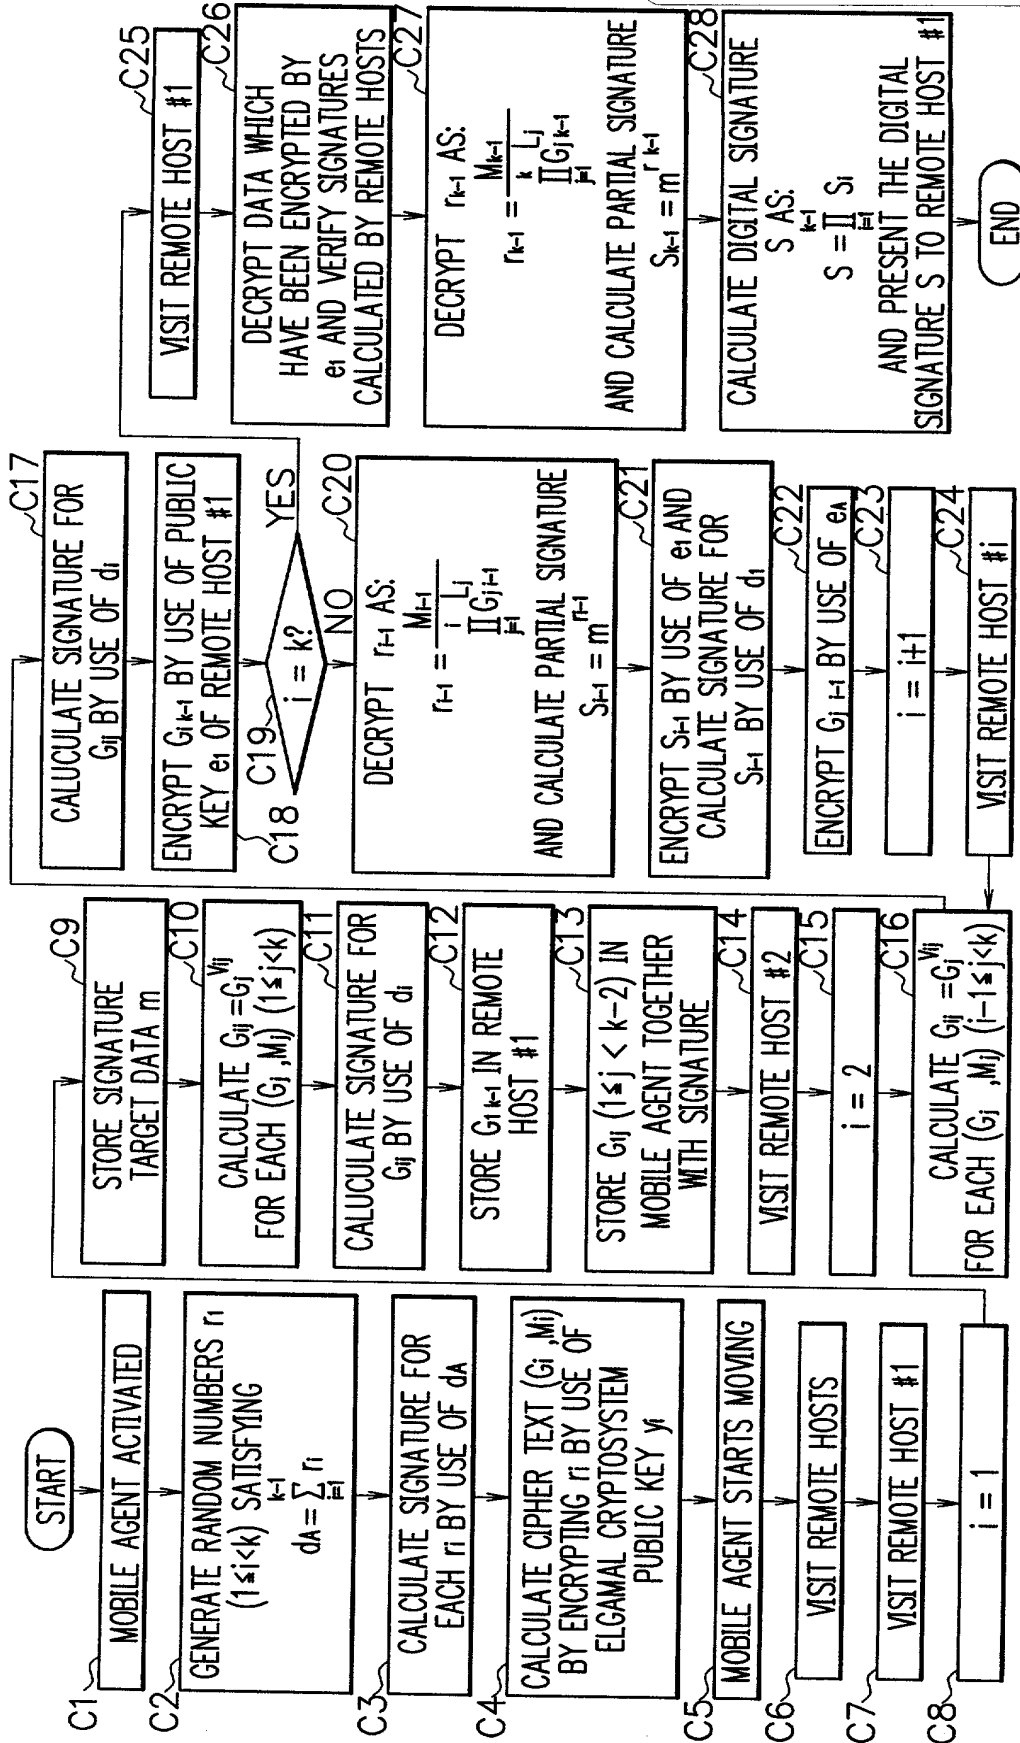 START
C1
MOBILE AGENT ACTIVATED
C2
GENERATE RANDOM NUMBERS r1
(1≦i<k) SATISFYING
k-1
dA = Σ ri
i=1
C3
CALCULATE SIGNATURE FOR
EACH ri BY USE OF dA
C4
CALCULATE CIPHER TEXT (Gi ,Mi)
BY ENCRYPTING ri BY USE OF
ELGAMAL CRYPTOSYSTEM
PUBLIC KEY yi
C5
MOBILE AGENT STARTS MOVING
C6
VISIT REMOTE HOSTS
C7
VISIT REMOTE HOST #1
C8
i = 1
C9
STORE SIGNATURE
TARGET DATA m
C10
CALCULATE Gij = Gj^Vij
FOR EACH (Gj ,Mj) (1≦j<k)
C11
CALUCULATE SIGNATURE FOR
Gij BY USE OF di
C12
STORE G1k-1 IN REMOTE
HOST #1
C13
STORE Gij (1≦j < k-2) IN
MOBILE AGENT TOGETHER
WITH SIGNATURE
C14
VISIT REMOTE HOST #2
C15
i = 2
C16
CALCULATE Gij = Gj^Vij
FOR EACH (Gj ,Mj) (i-1≦j<k)
C17
CALUCULATE SIGNATURE FOR
Gij BY USE OF di
C18
ENCRYPT Gik-1 BY USE OF PUBLIC
KEY e1 OF REMOTE HOST #1
C19
i = k?
YES
NO
C20
DECRYPT ri-1 AS:
ri-1 = Mi-1 / i ∏ j=1 Gj i-1 ^Lj
AND CALCULATE PARTIAL SIGNATURE
Si-1 = m^ri-1
C21
ENCRYPT Si-1 BY USE OF e1 AND
CALCULATE SIGNATURE FOR
Si-1 BY USE OF d1
C22
ENCRYPT Gj i-1 BY USE OF eA
C23
i = i+1
C24
VISIT REMOTE HOST #i
C25
VISIT REMOTE HOST #1
C26
DECRYPT DATA WHICH
HAVE BEEN ENCRYPTED BY
e1 AND VERIFY SIGNATURES
CALCULATED BY REMOTE HOSTS
C27
DECRYPT rk-1 AS:
rk-1 = Mk-1 / k ∏ j=1 Gj k-1 ^Lj
AND CALCULATE PARTIAL SIGNATURE
Sk-1 = m^rk-1
C28
CALCULATE DIGITAL SIGNATURE
S AS:
k-1
S = ∏ Si
i=1
AND PRESENT THE DIGITAL
SIGNATURE S TO REMOTE HOST #1
END